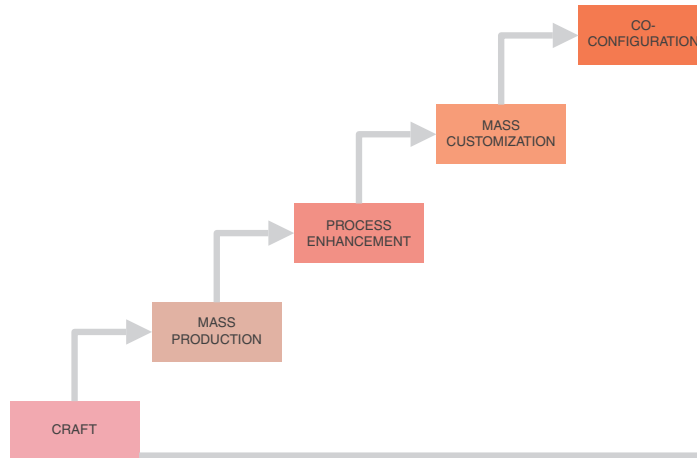 CO-
CONFIGURATION
MASS
CUSTOMIZATION
PROCESS
ENHANCEMENT
MASS
PRODUCTION
CRAFT